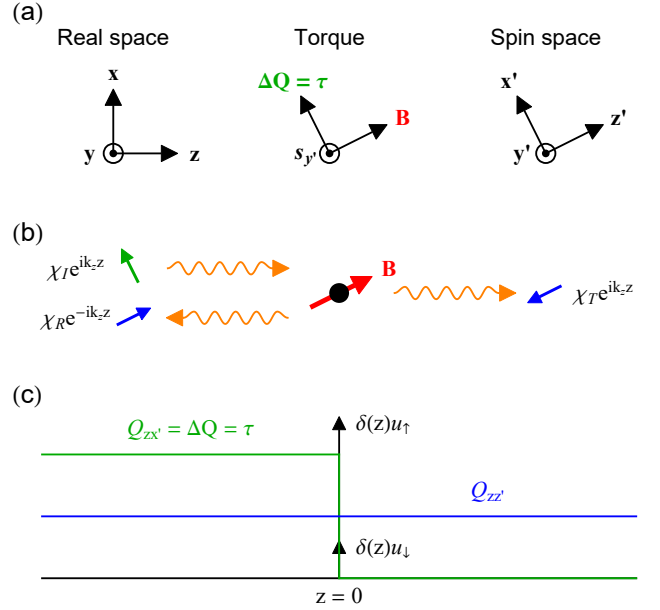 (a)
Real space
Torque
Spin space
x
ΔQ = τ
x'
B
z'
y
z
s_y'
y'
(b)
χ_I e^{ik_z z}
B
χ_T e^{ik_z z}
χ_R e^{-ik_z z}
(c)
Q_zx' = ΔQ = τ
δ(z)u_↑
Q_zz'
δ(z)u_↓
z = 0